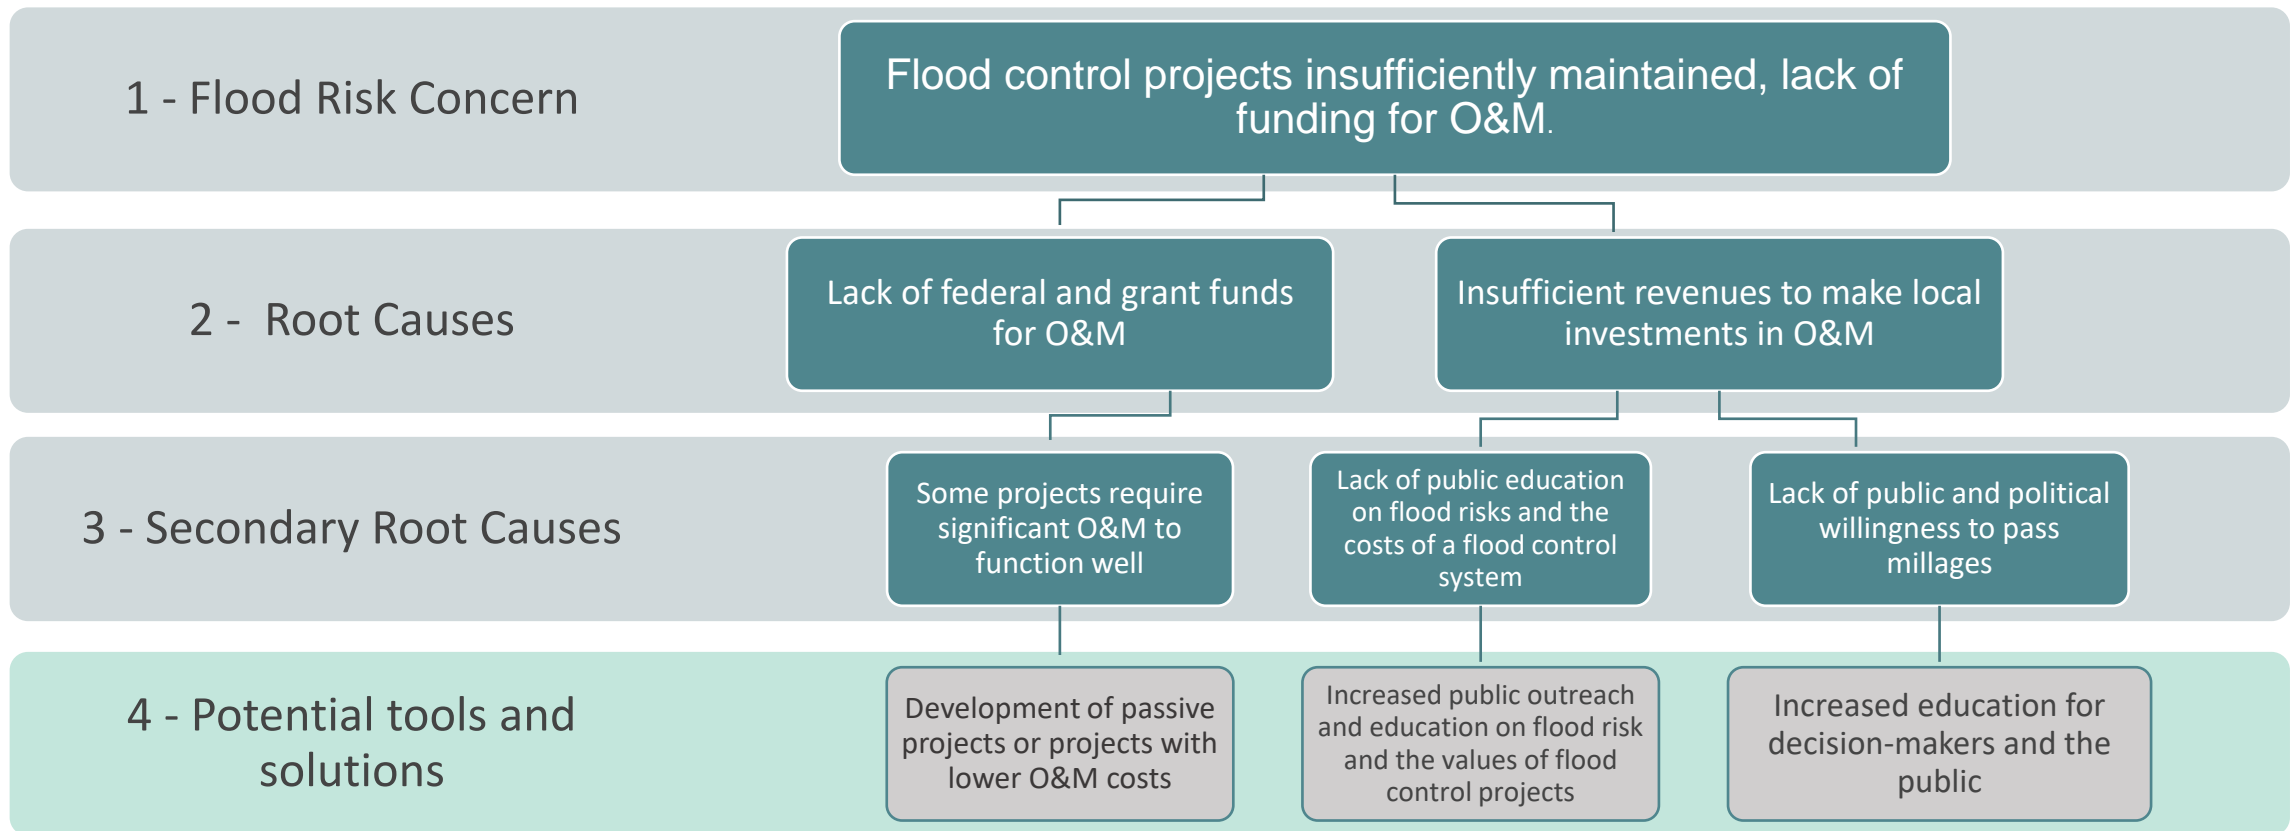 1 - Flood Risk Concern
Flood control projects insufficiently maintained, lack of
funding for O&M.
2 -  Root Causes
Lack of federal and grant funds
for O&M
Insufficient revenues to make local
investments in O&M
3 - Secondary Root Causes
Some projects require
significant O&M to
function well
Lack of public education
on flood risks and the
costs of a flood control
system
Lack of public and political
willingness to pass
millages
4 - Potential tools and
solutions
Development of passive
projects or projects with
lower O&M costs
Increased public outreach
and education on flood risk
and the values of flood
control projects
Increased education for
decision-makers and the
public